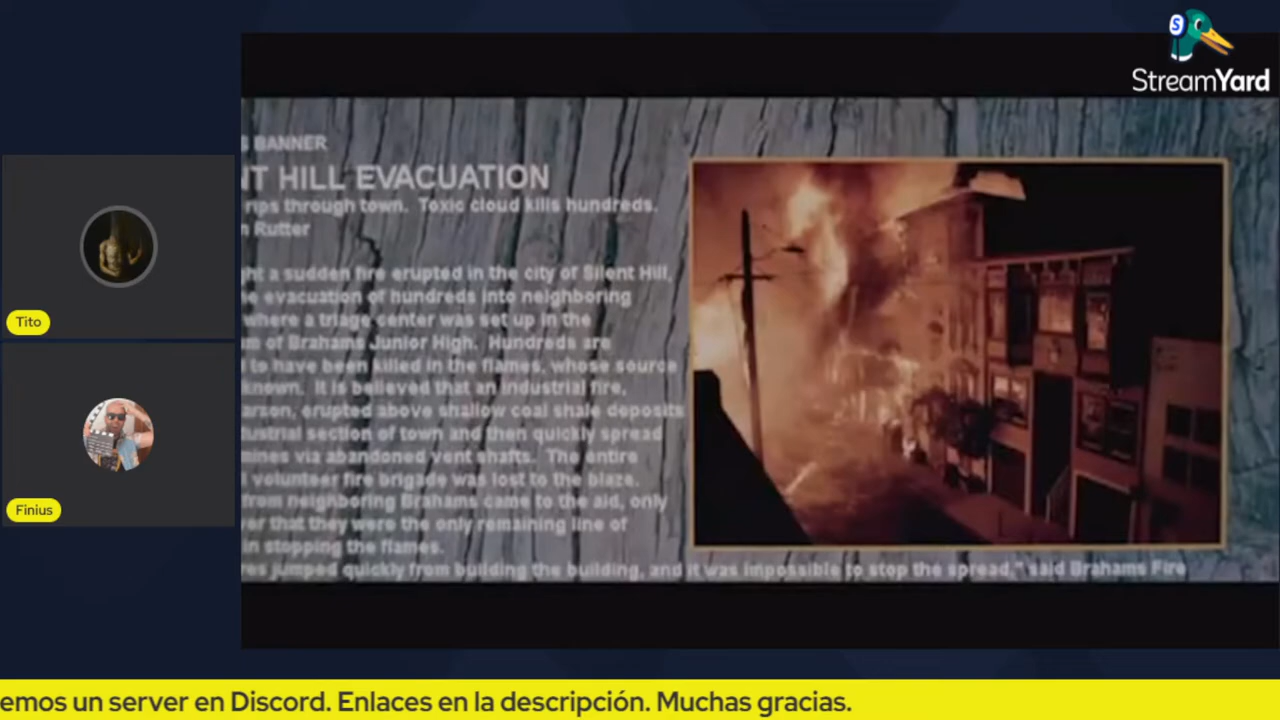 StreamYard
BANNER
NT HILL EVACUATION
rips through town. Toxic cloud kills hundreds.
Rutter
ht a sudden fire erupted in the city of Silent Hill,
evacuation of hundreds into neighboring
where a triage center was set up in the
of Brahams Junior High. Hundreds are
to have been killed in the flames, whose source
known. It is believed that an industrial fire,
arson, erupted above shallow coal shale deposits
ustrial section of town and then quickly spread
mines via abandoned vent shafts. The entire
volunteer fire brigade was lost to the blaze.
from neighboring Brahams came to the aid, only
ver that they were the only remaining line of
in stopping the flames.
res jumped quickly from building the building, and it was impossible to stop the spread," said Brahams Fire
Tito
Finius
emos un server en Discord. Enlaces en la descripción. Muchas gracias.